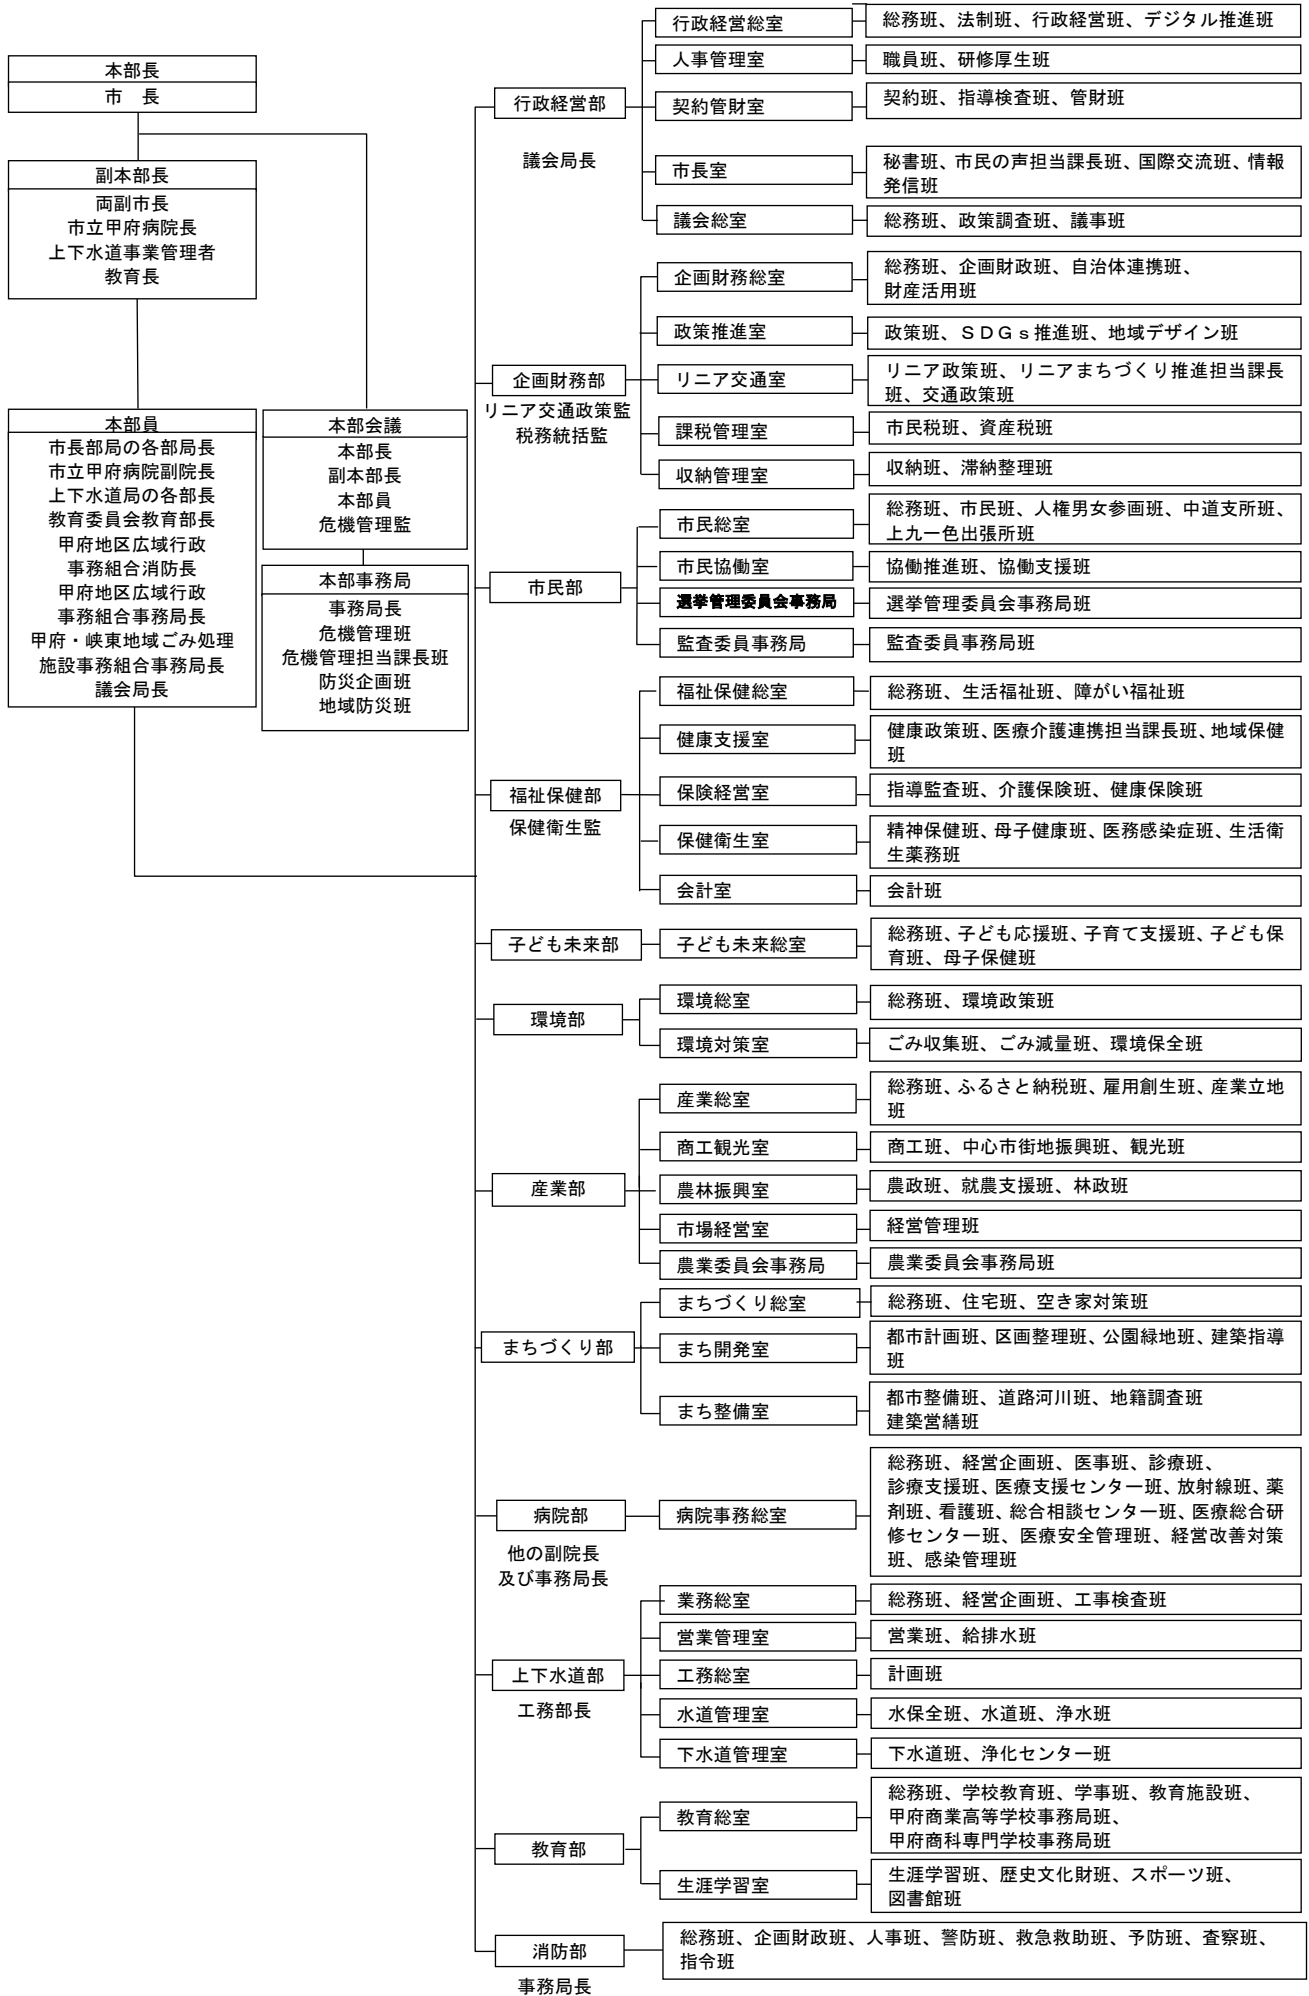 本部長
市　長
副本部長
両副市長
市立甲府病院長
上下水道事業管理者
教育長
本部員
市長部局の各部局長
市立甲府病院副院長
上下水道局の各部長
教育委員会教育部長
甲府地区広域行政
事務組合消防長
甲府地区広域行政
事務組合事務局長
甲府・峡東地域ごみ処理
施設事務組合事務局長
議会局長
本部会議
本部長
副本部長
本部員
危機管理監
本部事務局
事務局長
危機管理班
危機管理担当課長班
防災企画班
地域防災班
行政経営部
議会局長
行政経営総室
総務班、法制班、行政経営班、デジタル推進班
人事管理室
職員班、研修厚生班
契約管財室
契約班、指導検査班、管財班
市長室
秘書班、市民の声担当課長班、国際交流班、情報
発信班
議会総室
総務班、政策調査班、議事班
企画財務部
リニア交通政策監
税務統括監
企画財務総室
総務班、企画財政班、自治体連携班、
財産活用班
政策推進室
政策班、ＳＤＧｓ推進班、地域デザイン班
リニア交通室
リニア政策班、リニアまちづくり推進担当課長
班、交通政策班
課税管理室
市民税班、資産税班
収納管理室
収納班、滞納整理班
市民部
市民総室
総務班、市民班、人権男女参画班、中道支所班、
上九一色出張所班
市民協働室
協働推進班、協働支援班
選挙管理委員会事務局
選挙管理委員会事務局班
監査委員事務局
監査委員事務局班
福祉保健部
保健衛生監
福祉保健総室
総務班、生活福祉班、障がい福祉班
健康支援室
健康政策班、医療介護連携担当課長班、地域保健
班
保険経営室
指導監査班、介護保険班、健康保険班
保健衛生室
精神保健班、母子健康班、医務感染症班、生活衛
生薬務班
会計室
会計班
子ども未来部
子ども未来総室
総務班、子ども応援班、子育て支援班、子ども保
育班、母子保健班
環境部
環境総室
総務班、環境政策班
環境対策室
ごみ収集班、ごみ減量班、環境保全班
産業部
産業総室
総務班、ふるさと納税班、雇用創生班、産業立地
班
商工観光室
商工班、中心市街地振興班、観光班
農林振興室
農政班、就農支援班、林政班
市場経営室
経営管理班
農業委員会事務局
農業委員会事務局班
まちづくり部
まちづくり総室
総務班、住宅班、空き家対策班
まち開発室
都市計画班、区画整理班、公園緑地班、建築指導
班
まち整備室
都市整備班、道路河川班、地籍調査班
建築営繕班
病院部
他の副院長
及び事務局長
病院事務総室
総務班、経営企画班、医事班、診療班、
診療支援班、医療支援センター班、放射線班、薬
剤班、看護班、総合相談センター班、医療総合研
修センター班、医療安全管理班、経営改善対策
班、感染管理班
上下水道部
工務部長
業務総室
総務班、経営企画班、工事検査班
営業管理室
営業班、給排水班
工務総室
計画班
水道管理室
水保全班、水道班、浄水班
下水道管理室
下水道班、浄化センター班
教育部
教育総室
総務班、学校教育班、学事班、教育施設班、
甲府商業高等学校事務局班、
甲府商科専門学校事務局班
生涯学習室
生涯学習班、歴史文化財班、スポーツ班、
図書館班
消防部
事務局長
総務班、企画財政班、人事班、警防班、救急救助班、予防班、査察班、
指令班